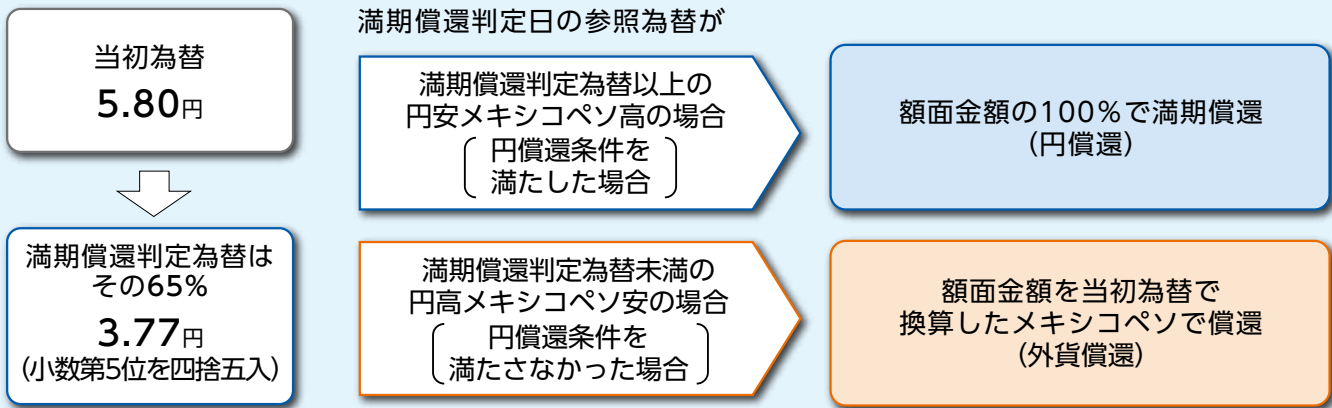 当初為替
5.80円
満期償還判定為替は
その65%
3.77円
(小数第5位を四捨五入)
満期償還判定日の参照為替が
満期償還判定為替以上の
円安メキシコペソ高の場合
円償還条件を
満たした場合
額面金額の100%で満期償還
(円償還)
満期償還判定為替未満の
円高メキシコペソ安の場合
円償還条件を
満たさなかった場合
額面金額を当初為替で
換算したメキシコペソで償還
(外貨償還)